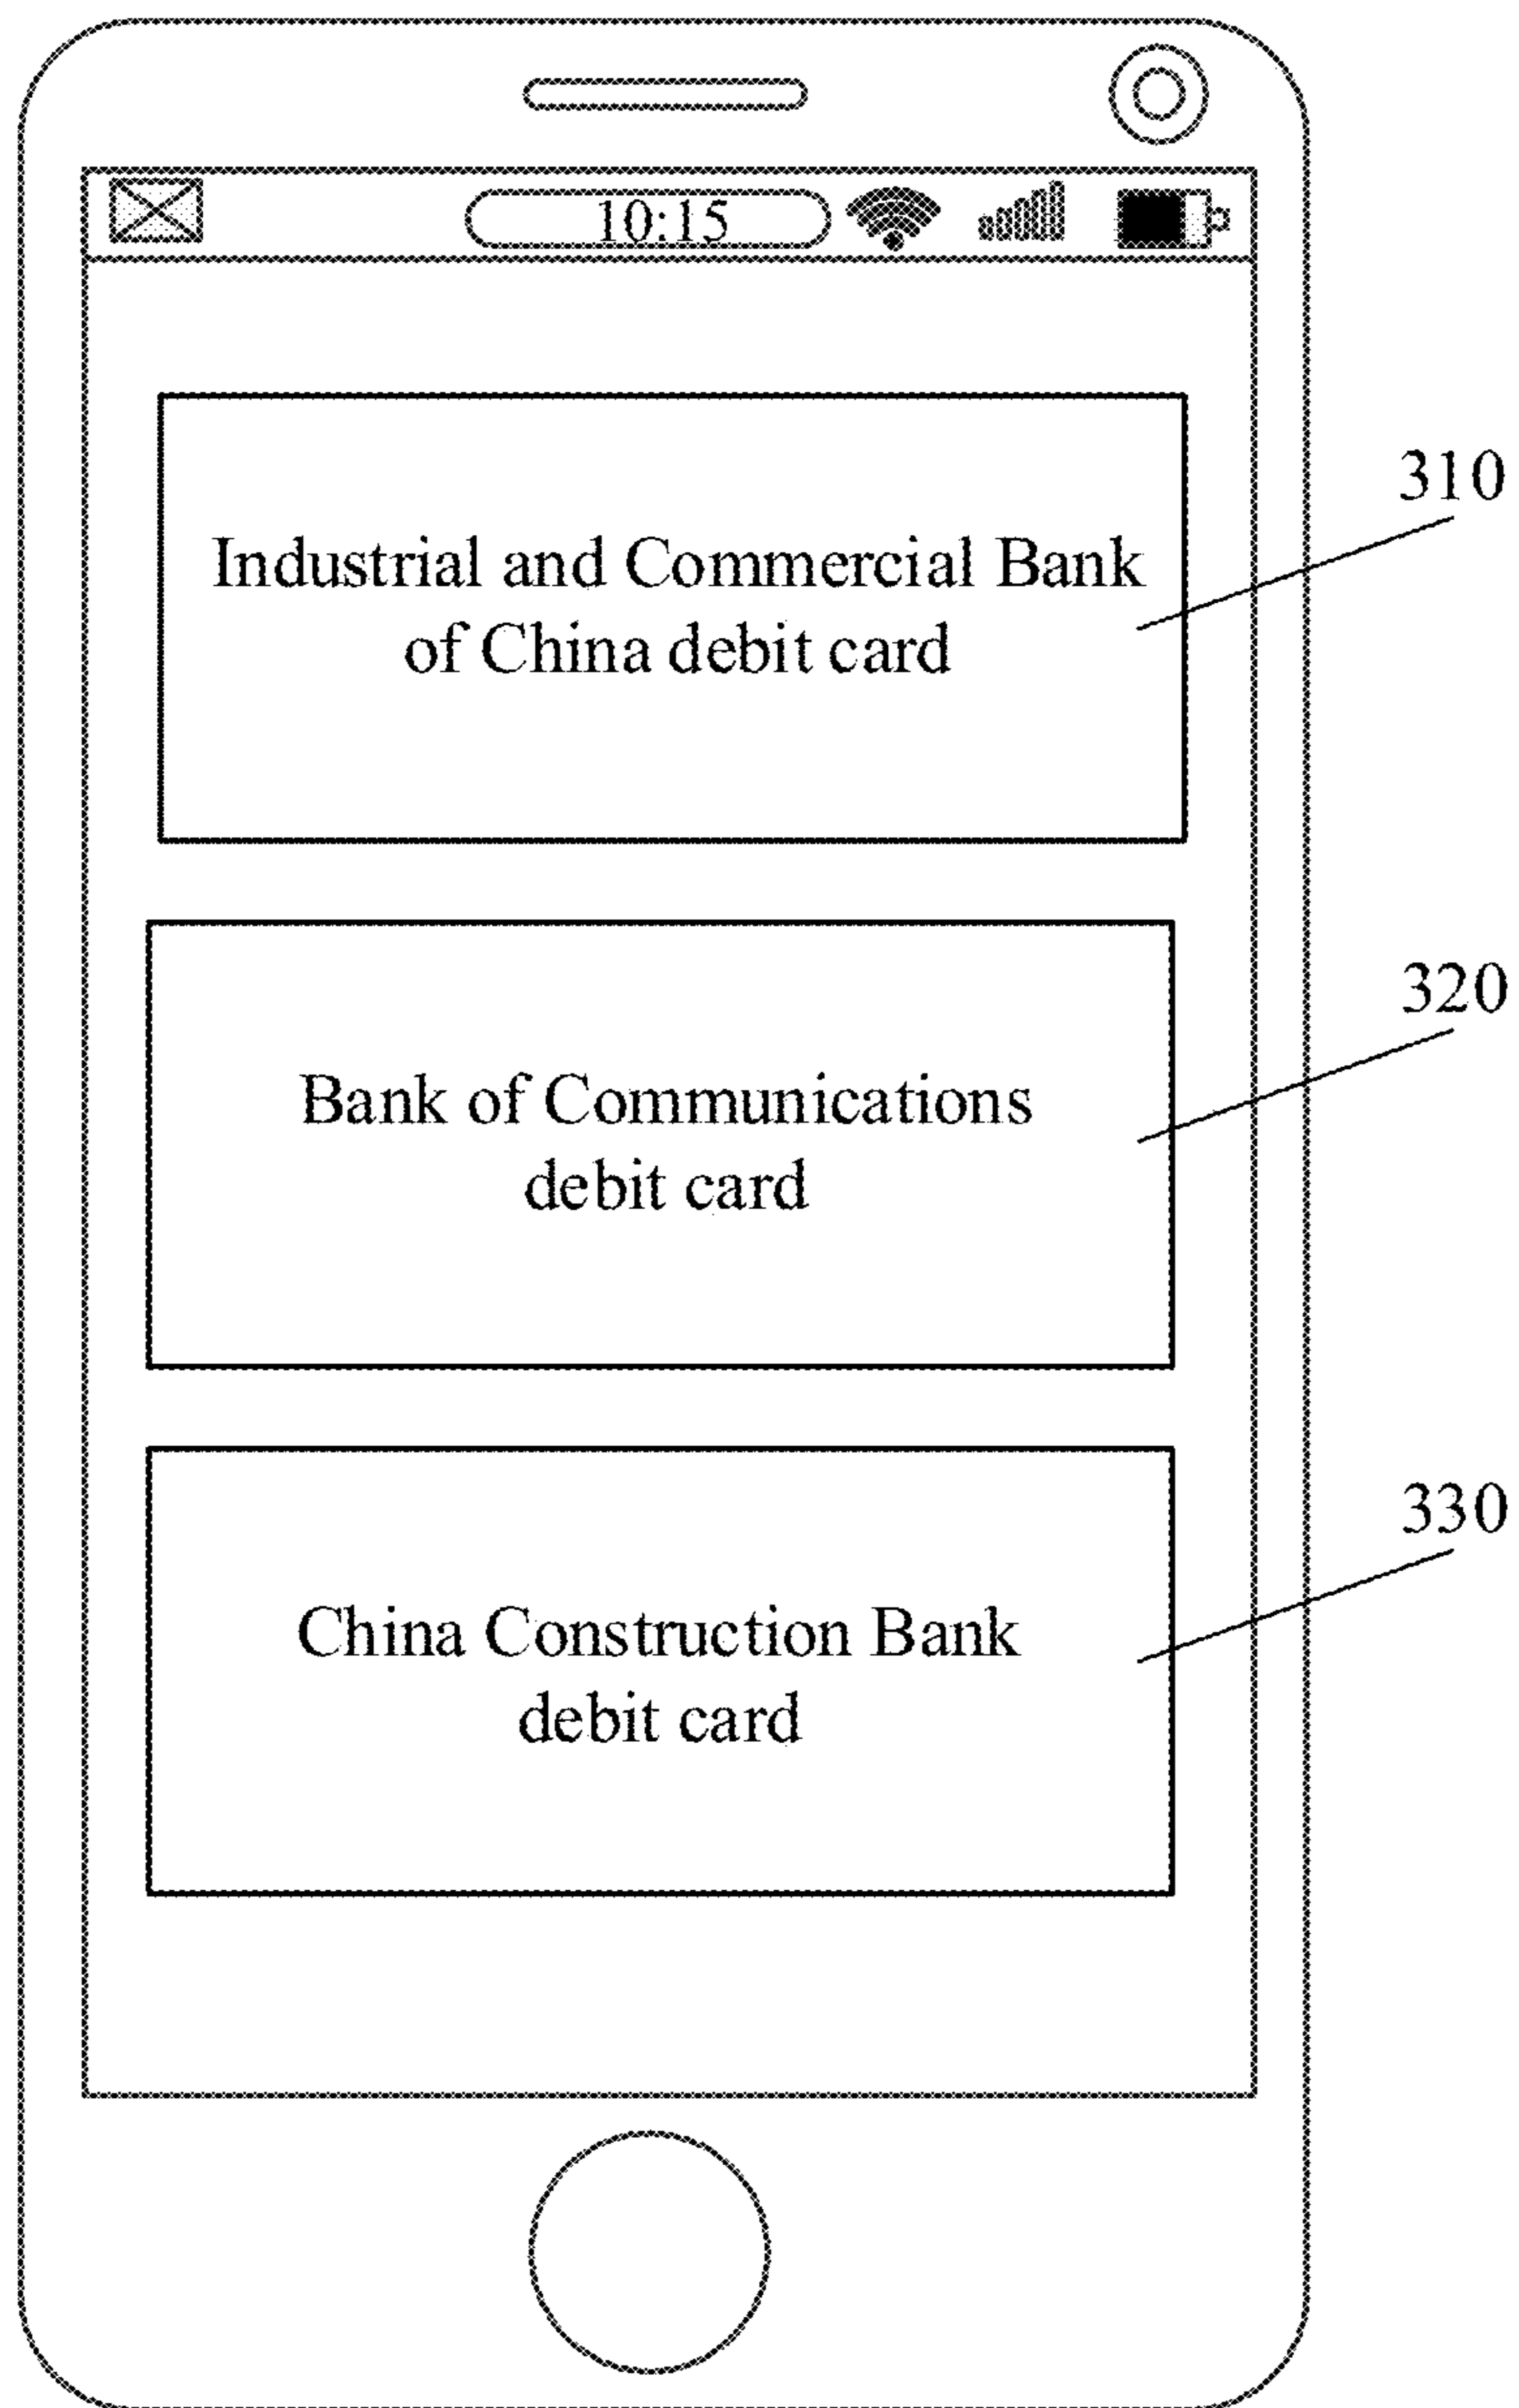 10:15
310
Industrial and Commercial Bank
of China debit card
320
Bank of Communications
debit card
330
China Construction Bank
debit card